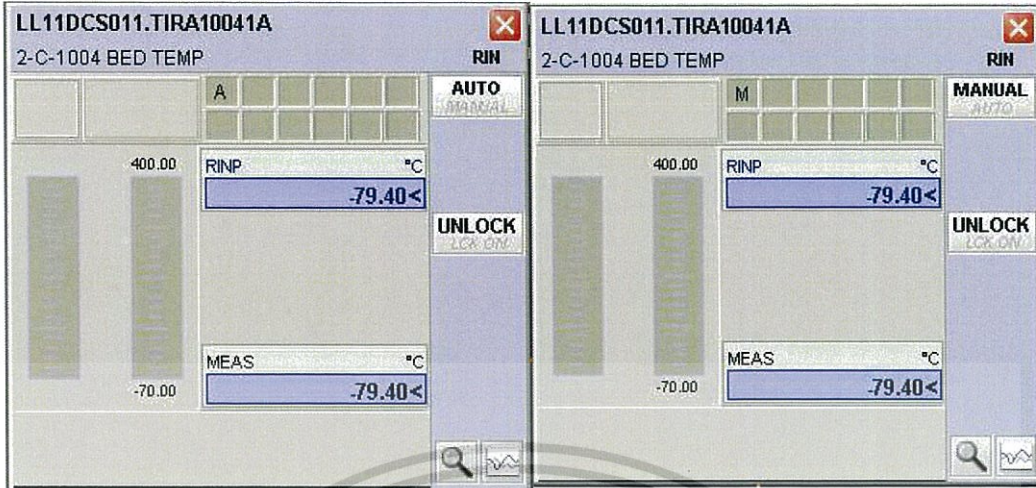 LL11DCS011.TIRA10041A
2-C-1004 BED TEMP RIN
A AUTO
MANUAL
400.00 RINP °C
-79.40<
UNLOCK
LCK ON
MEAS °C
-70.00 -79.40<
LL11DCS011.TIRA10041A
2-C-1004 BED TEMP RIN
M MANUAL
AUTO
400.00 RINP °C
-79.40<
UNLOCK
LCK ON
MEAS °C
-70.00 -79.40<